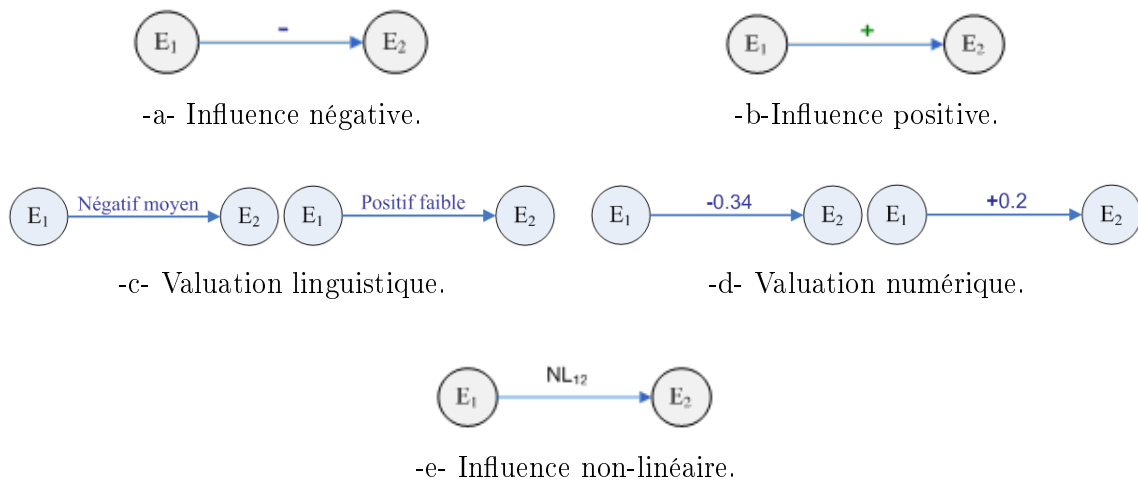 E₁ - E₂ E₁ + E₂
-a- Influence négative. -b-Influence positive.
E₁ Négatif moyen E₂ E₁ Positif faible E₂ E₁ -0.34 E₂ E₁ +0.2 E₂
-c- Valuation linguistique. -d- Valuation numérique.
E₁ NL₁₂ E₂
-e- Influence non-linéaire.